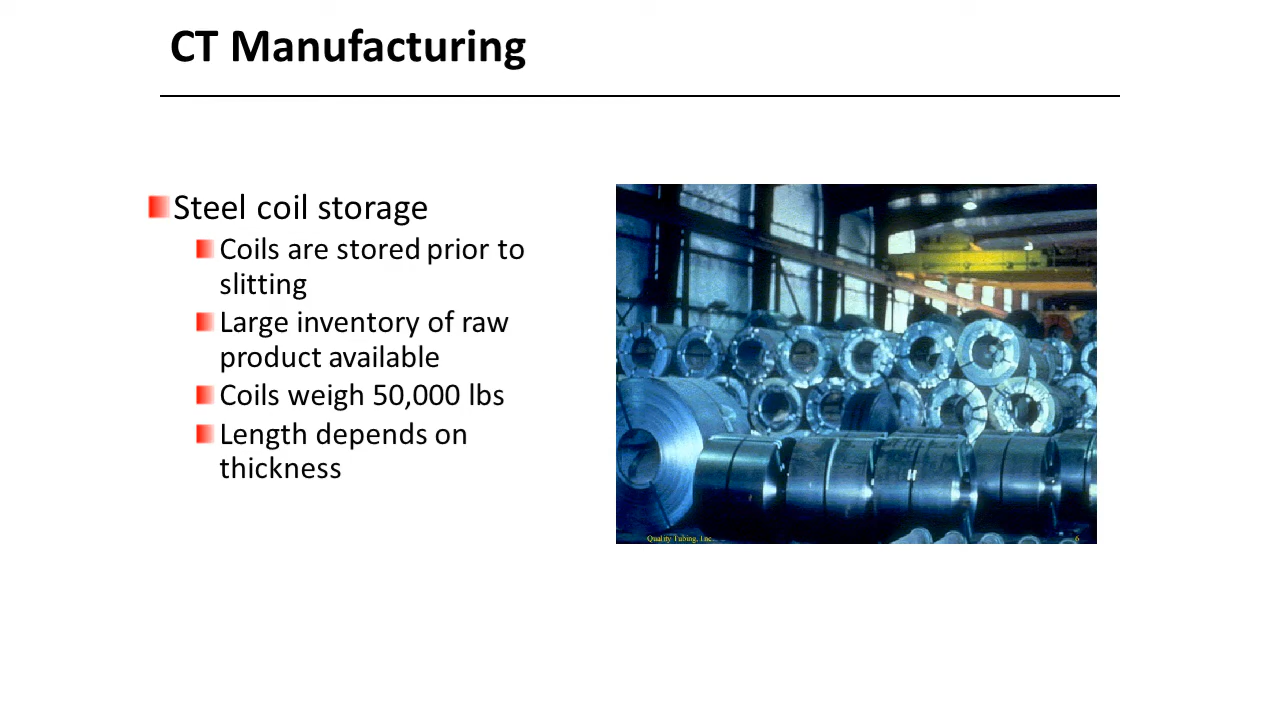 CT Manufacturing
Steel coil storage
Coils are stored prior to
slitting
Large inventory of raw
product available
Coils weigh 50,000 lbs
Length depends on
thickness
Quality Tubing, Inc.
6